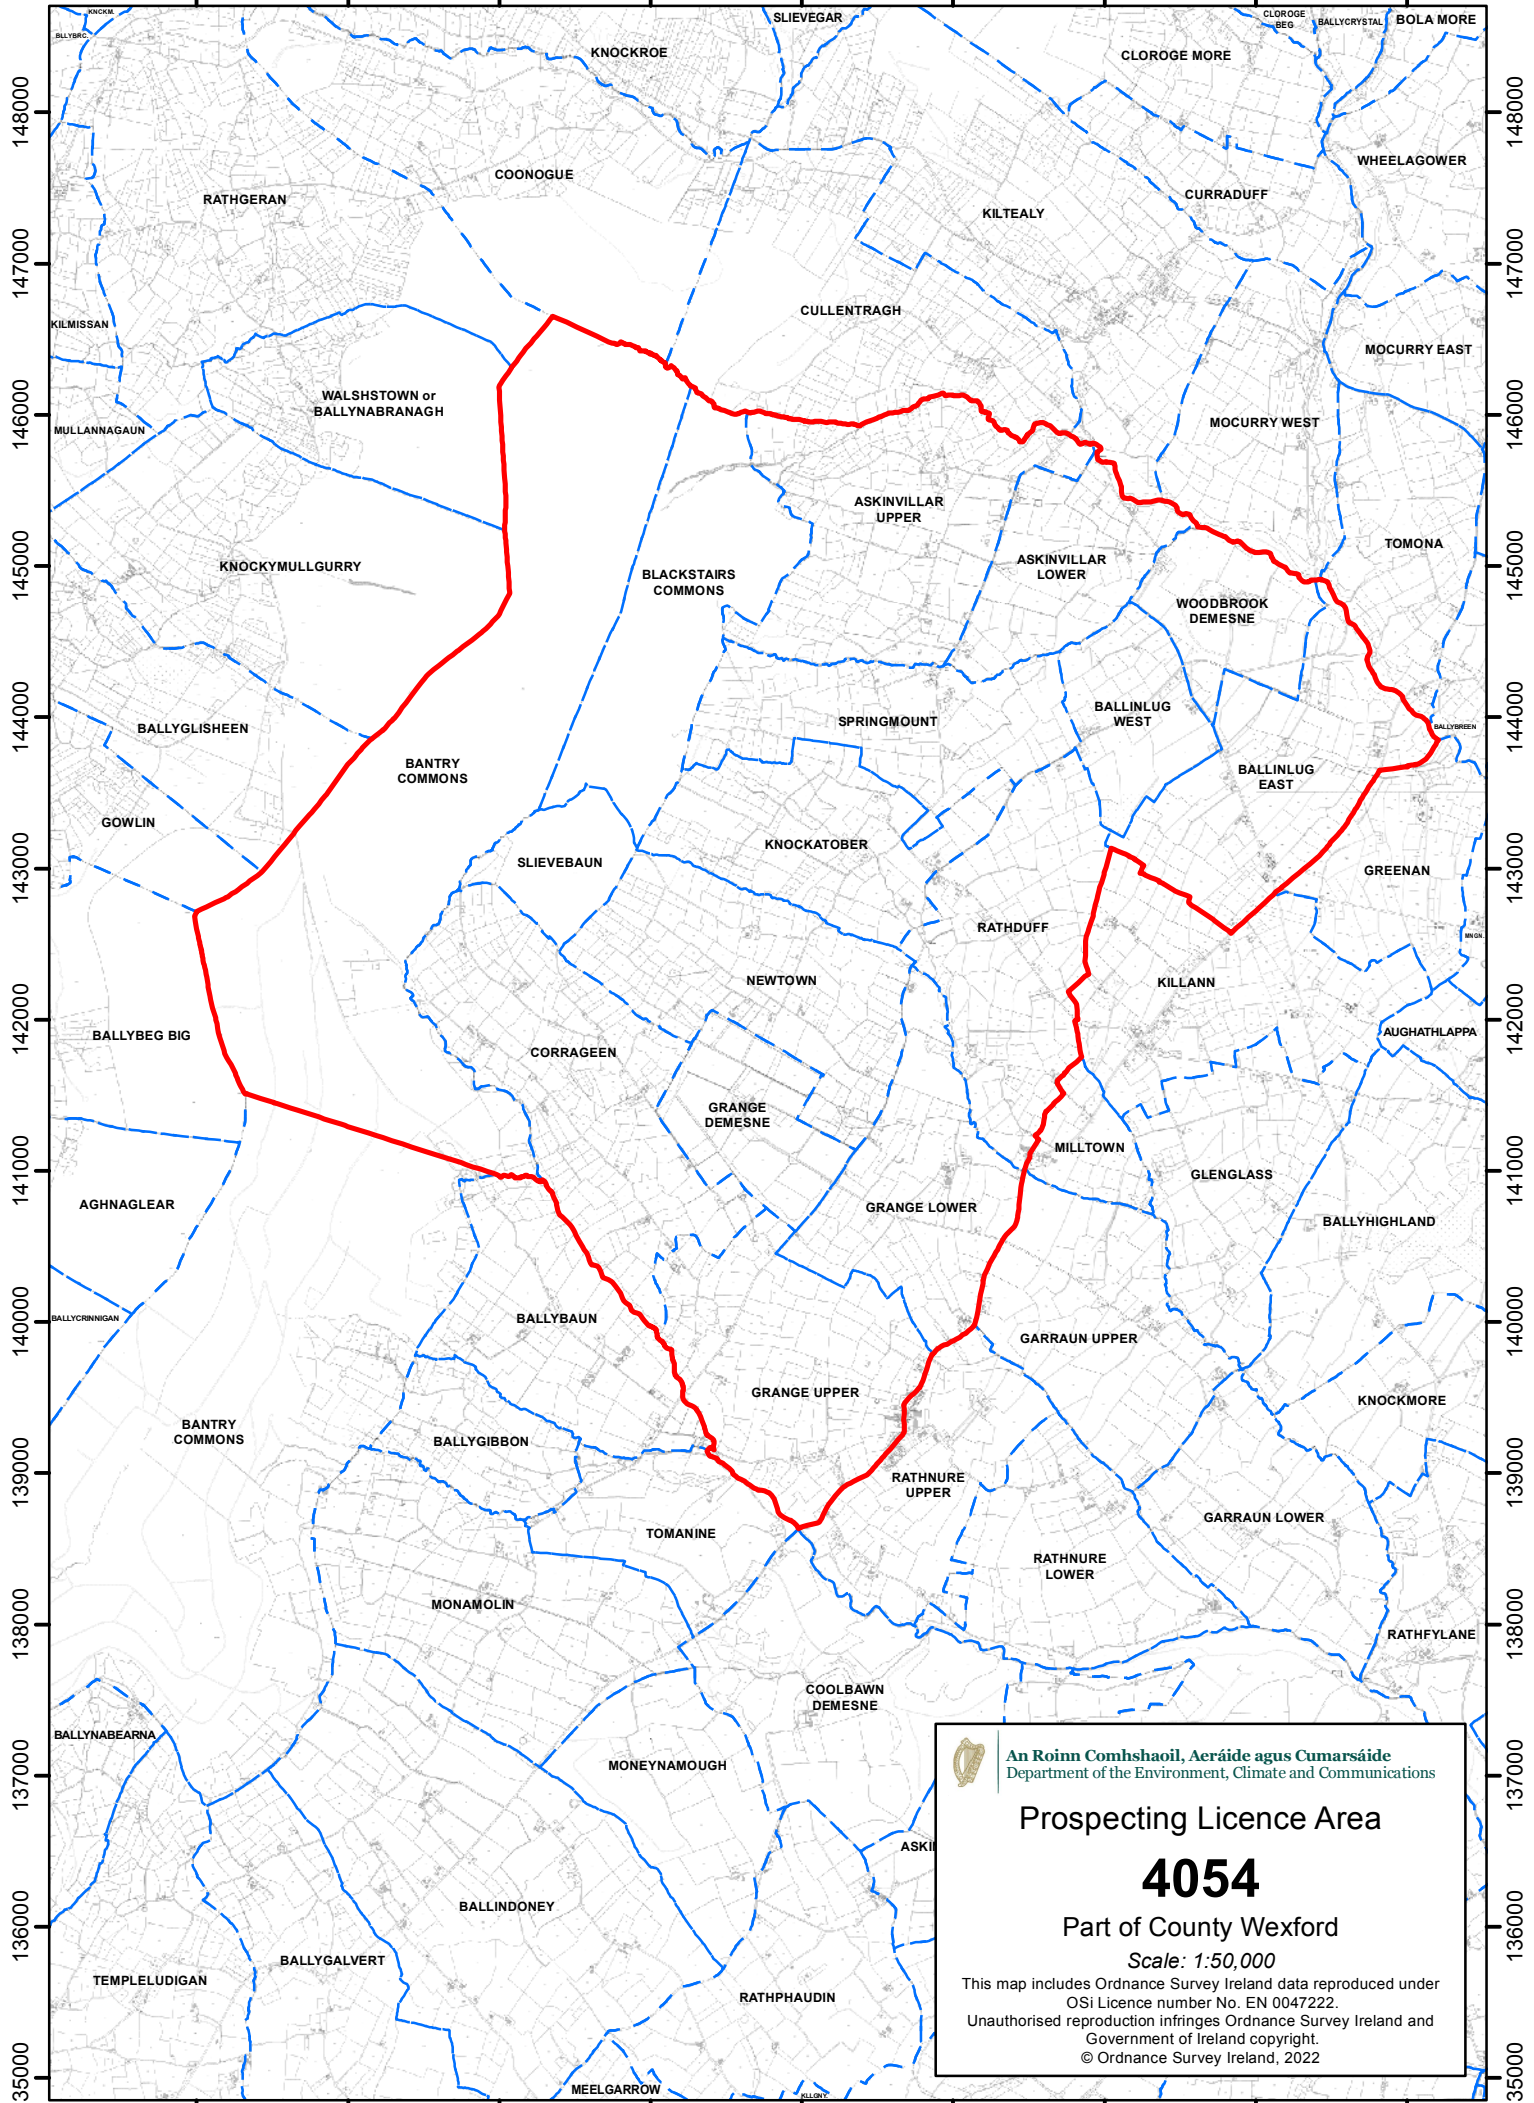 KNCKM.
SLIEVEGAR
CLOROGE
BEG
BALLYCRYSTAL
BOLA MORE
BLLYBRC.
KNOCKROE
CLOROGE MORE
148000
148000
WHEELAGOWER
COONOGUE
RATHGERAN
CURRADUFF
KILTEALY
147000
147000
CULLENTRAGH
KILMISSAN
MOCURRY EAST
WALSHSTOWN or
BALLYNABRANAGH
146000
146000
MULLANNAGAUN
MOCURRY WEST
ASKINVILLAR
UPPER
TOMONA
KNOCKYMULLGURRY
ASKINVILLAR
LOWER
145000
145000
BLACKSTAIRS
COMMONS
WOODBROOK
DEMESNE
BALLINLUG
WEST
SPRINGMOUNT
144000
144000
BALLYGLISHEEN
BALLYBREEN
BANTRY
COMMONS
BALLINLUG
EAST
GOWLIN
KNOCKATOBER
SLIEVEBAUN
143000
143000
GREENAN
RATHDUFF
MNGN.
NEWTOWN
KILLANN
142000
142000
BALLYBEG BIG
AUGHATHLAPPA
CORRAGEEN
GRANGE
DEMESNE
MILLTOWN
141000
141000
GLENGLASS
AGHNAGLEAR
GRANGE LOWER
BALLYHIGHLAND
BALLYCRINNIGAN
BALLYBAUN
140000
140000
GARRAUN UPPER
GRANGE UPPER
KNOCKMORE
BANTRY
COMMONS
BALLYGIBBON
139000
139000
RATHNURE
UPPER
GARRAUN LOWER
TOMANINE
RATHNURE
LOWER
MONAMOLIN
138000
138000
RATHFYLANE
COOLBAWN
DEMESNE
BALLYNABEARNA
MONEYNAMOUGH
137000
137000
An Roinn Comhshaoil, Aeráide agus Cumarsáide
Department of the Environment, Climate and Communications
Prospecting Licence Area
ASKI
4054
BALLINDONEY
136000
136000
Part of County Wexford
BALLYGALVERT
Scale: 1:50,000
TEMPLELUDIGAN
This map includes Ordnance Survey Ireland data reproduced under
RATHPHAUDIN
OSi Licence number No. EN 0047222.
Unauthorised reproduction infringes Ordnance Survey Ireland and
Government of Ireland copyright.
© Ordnance Survey Ireland, 2022
35000
35000
MEELGARROW
KLLGNY.